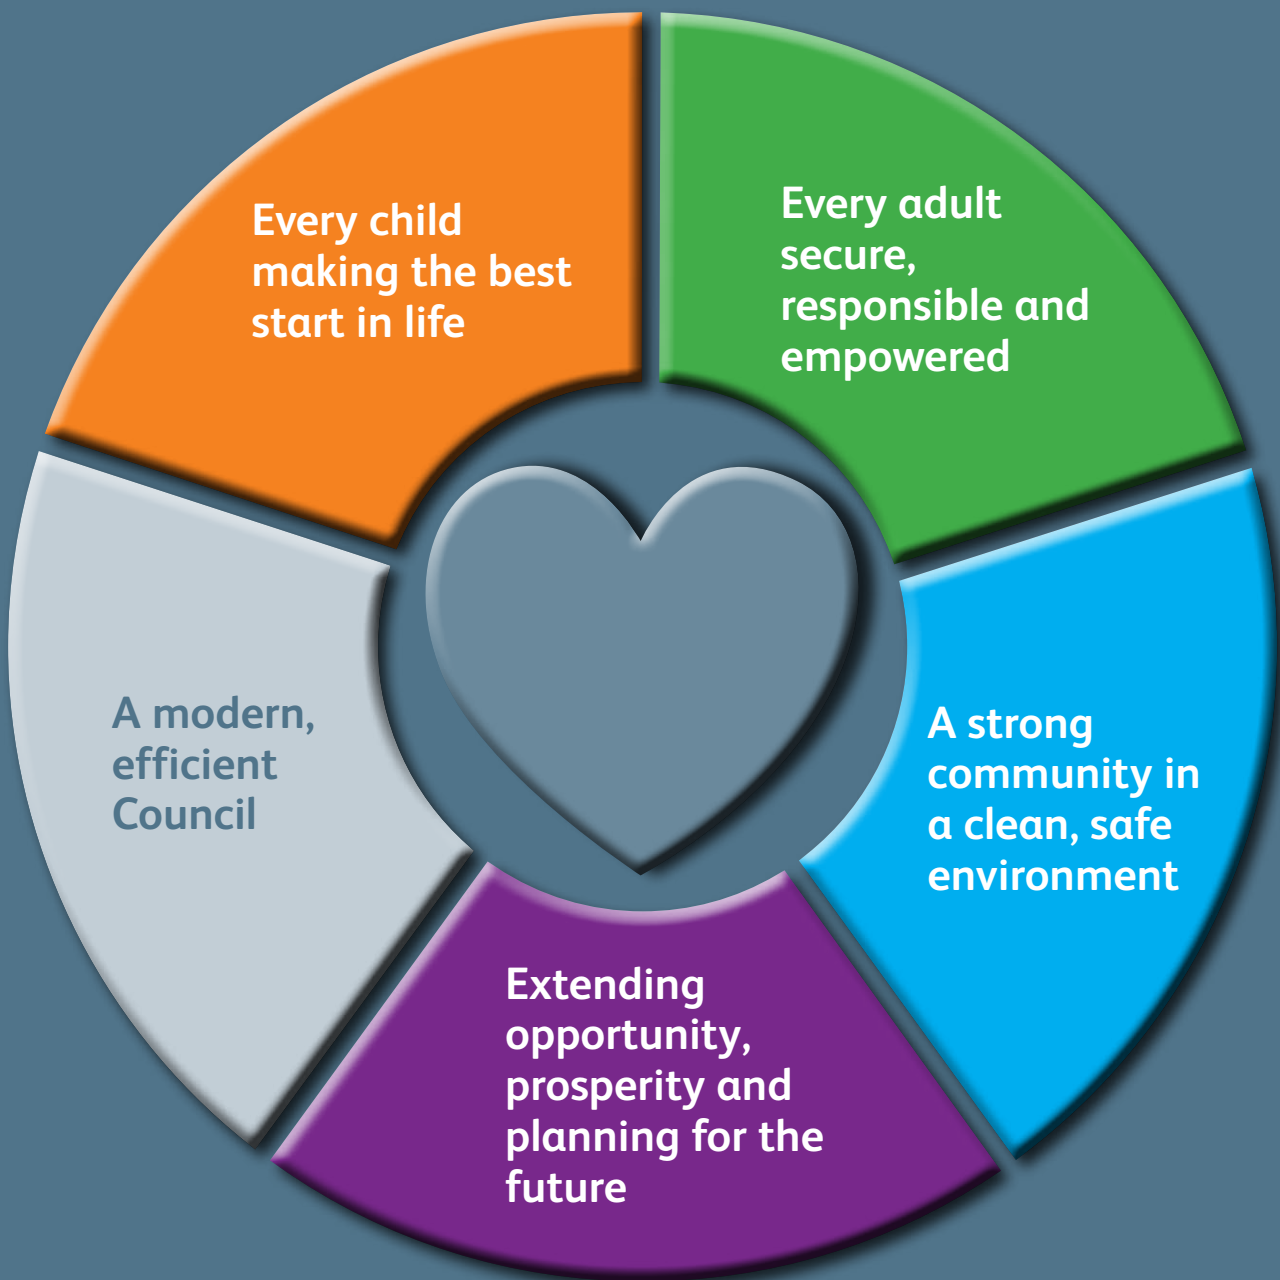 Every child
making the best
start in life
Every adult
secure,
responsible and
empowered
A strong
community in
a clean, safe
environment
Extending
opportunity,
prosperity and
planning for the
future
A modern,
efficient
Council